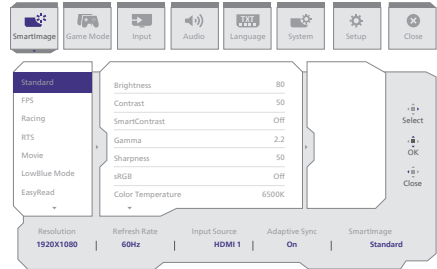 TXT
SmartImage Game Mode Input Audio Language System Setup Close
Standard
FPS
Racing
RTS
Movie
LowBlue Mode
EasyRead
Brightness 80
Contrast 50
SmartContrast Off
Gamma 2.2
Sharpness 50
sRGB Off
Color Temperature 6500K
Select
OK
Close
Resolution Refresh Rate Input Source Adaptive Sync SmartImage
1920X1080 | 60Hz | HDMI 1 | On | Standard